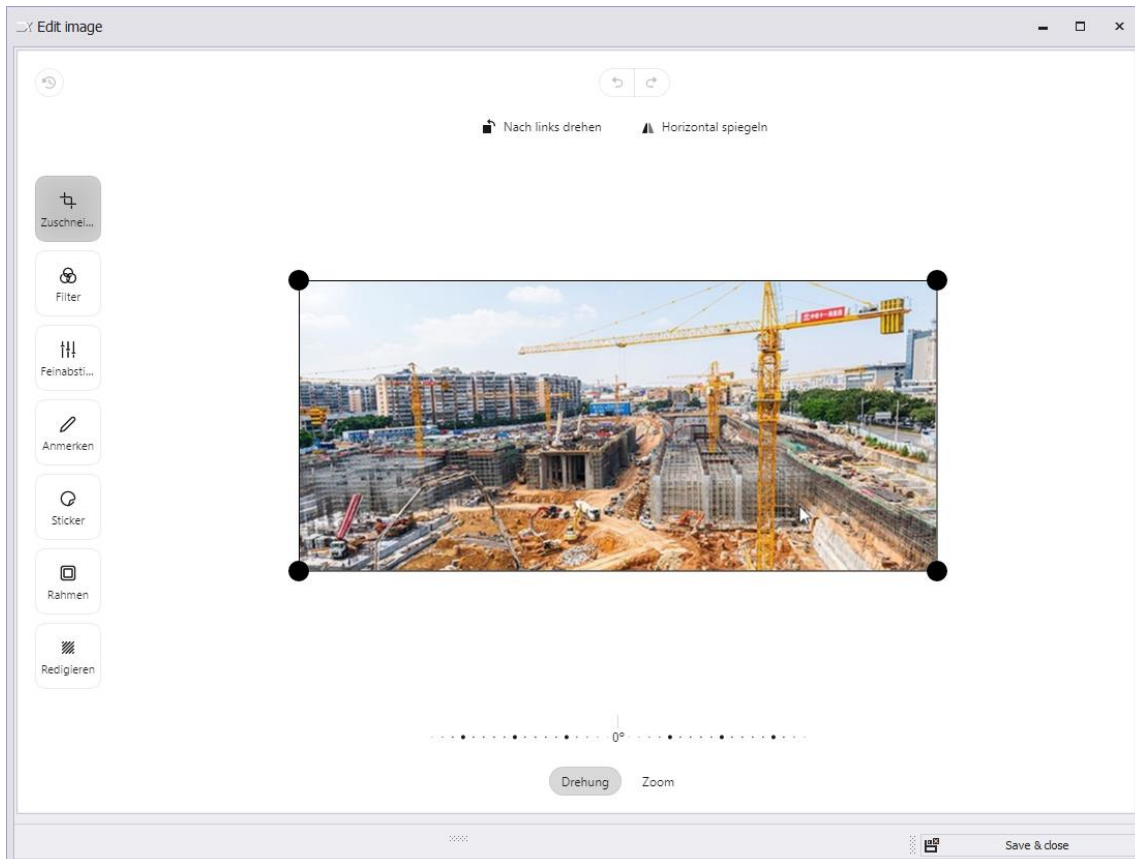 Edit image
Nach links drehen
Horizontal spiegeln
Zuschnei...
Filter
Feinabsti...
Anmerken
Sticker
Rahmen
Redigieren
0°
Drehung
Zoom
Save & close